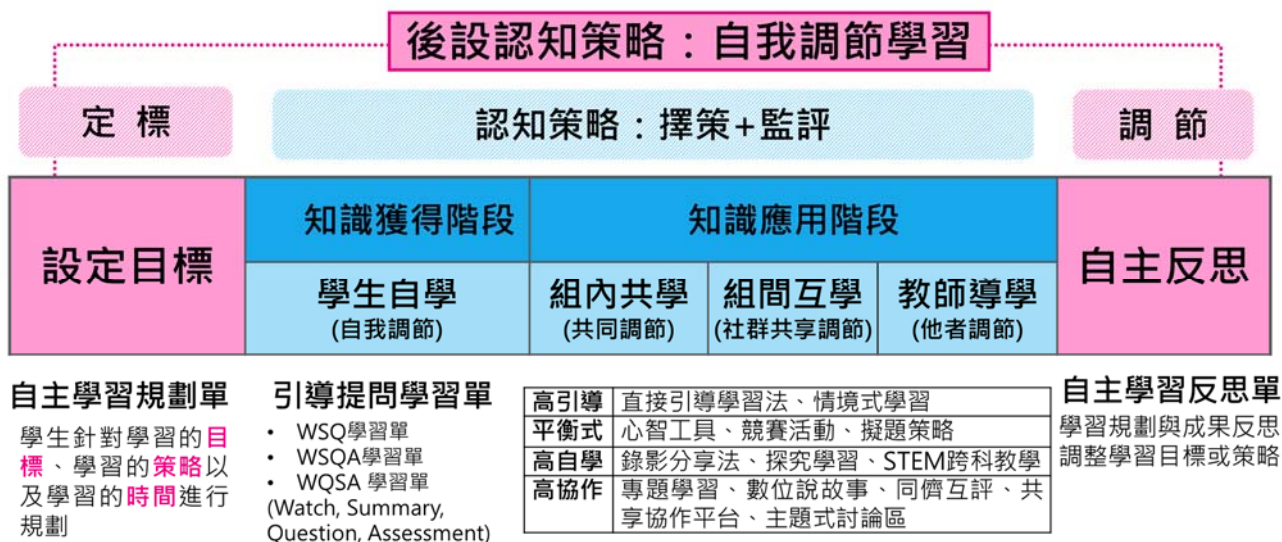 後設認知策略：自我調節學習
定標
認知策略：擇策+監評
調節
設定目標
知識獲得階段
知識應用階段
自主反思
學生自學
(自我調節)
組內共學
(共同調節)
組間互學
(社群共享調節)
教師導學
(他者調節)
自主學習規劃單
學生針對學習的目
標、學習的策略以
及學習的時間進行
規劃
引導提問學習單
• WSQ學習單
• WSQA學習單
• WQSA 學習單
(Watch, Summary,
Question, Assessment)
高引導 直接引導學習法、情境式學習
平衡式 心智工具、競賽活動、擬題策略
高自學 錄影分享法、探究學習、STEM跨科教學
高協作 專題學習、數位說故事、同儕互評、共
享協作平台、主題式討論區
自主學習反思單
學習規劃與成果反思
調整學習目標或策略